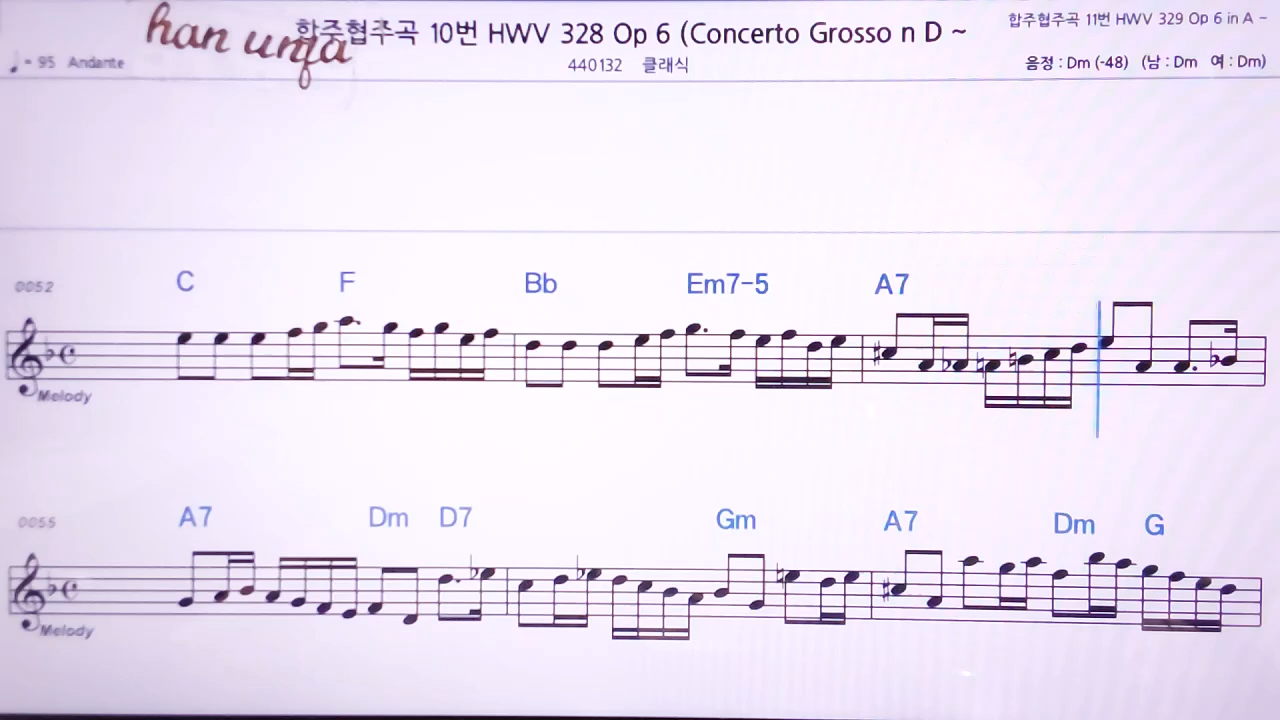 han unfa
합주협주곡 10번 HWV 328 Op 6 (Concerto Grosso n D ~
합주협주곡 11번 HWV 329 Op 6 in A ~
♩= 95 Andante
440132 클래식
음정 : Dm (-48) (남 : Dm 여 : Dm)
0052 C F Bb Em7-5 A7
Melody
0055 A7 Dm D7 Gm A7 Dm G
Melody